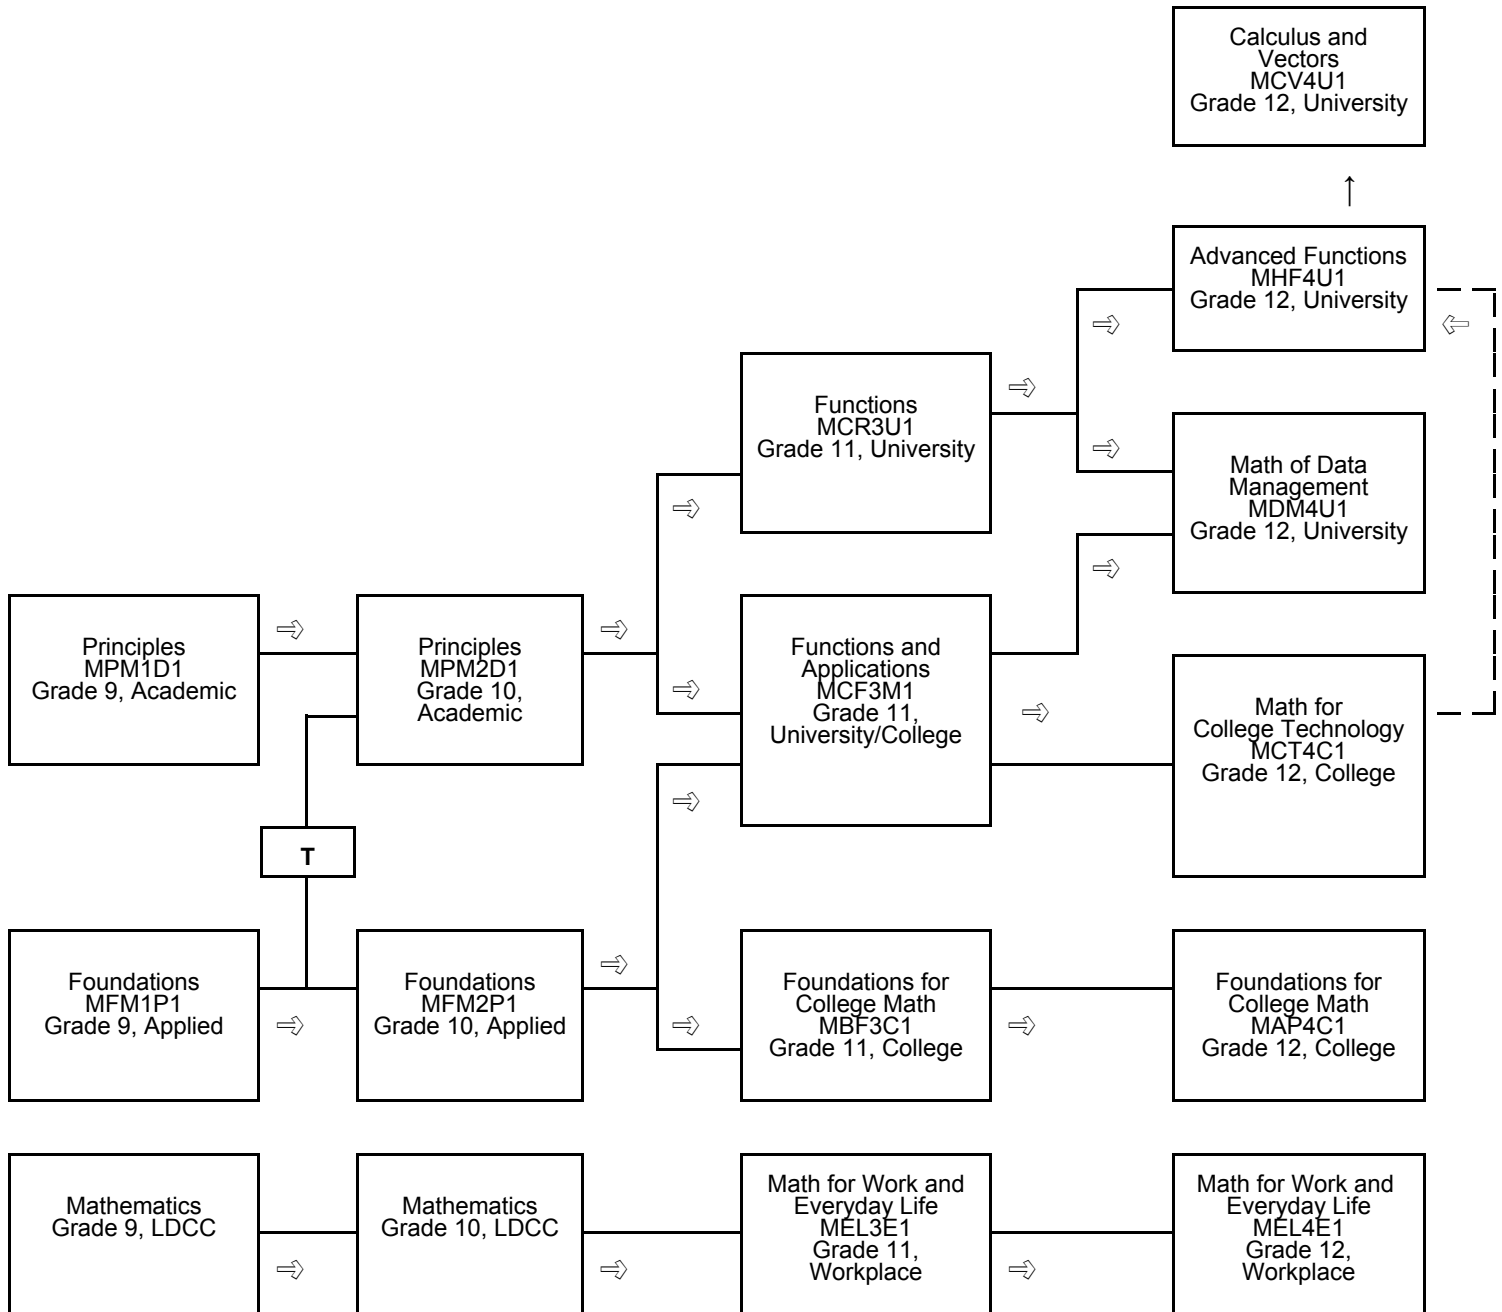 Calculus and
Vectors
MCV4U1
Grade 12, University
↑
Advanced Functions
MHF4U1
Grade 12, University
Functions
MCR3U1
Grade 11, University
Math of Data
Management
MDM4U1
Grade 12, University
Principles
MPM1D1
Grade 9, Academic
Principles
MPM2D1
Grade 10,
Academic
Functions and
Applications
MCF3M1
Grade 11,
University/College
Math for
College Technology
MCT4C1
Grade 12, College
T
Foundations
MFM1P1
Grade 9, Applied
Foundations
MFM2P1
Grade 10, Applied
Foundations for
College Math
MBF3C1
Grade 11, College
Foundations for
College Math
MAP4C1
Grade 12, College
Mathematics
Grade 9, LDCC
Mathematics
Grade 10, LDCC
Math for Work and
Everyday Life
MEL3E1
Grade 11,
Workplace
Math for Work and
Everyday Life
MEL4E1
Grade 12,
Workplace